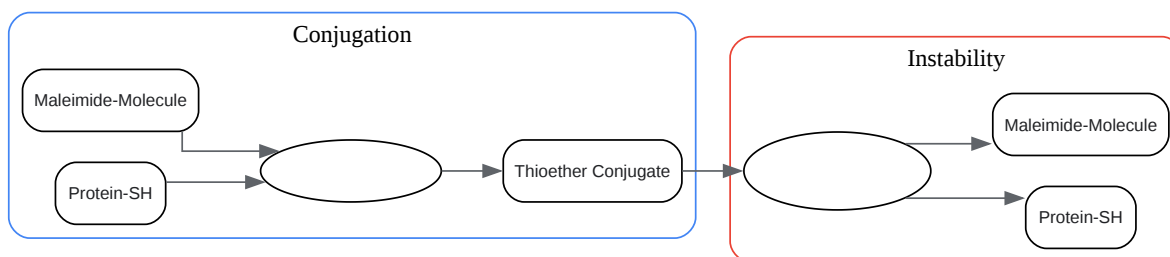 Conjugation
Maleimide-Molecule
Protein-SH
Thioether Conjugate
Instability
Maleimide-Molecule
Protein-SH